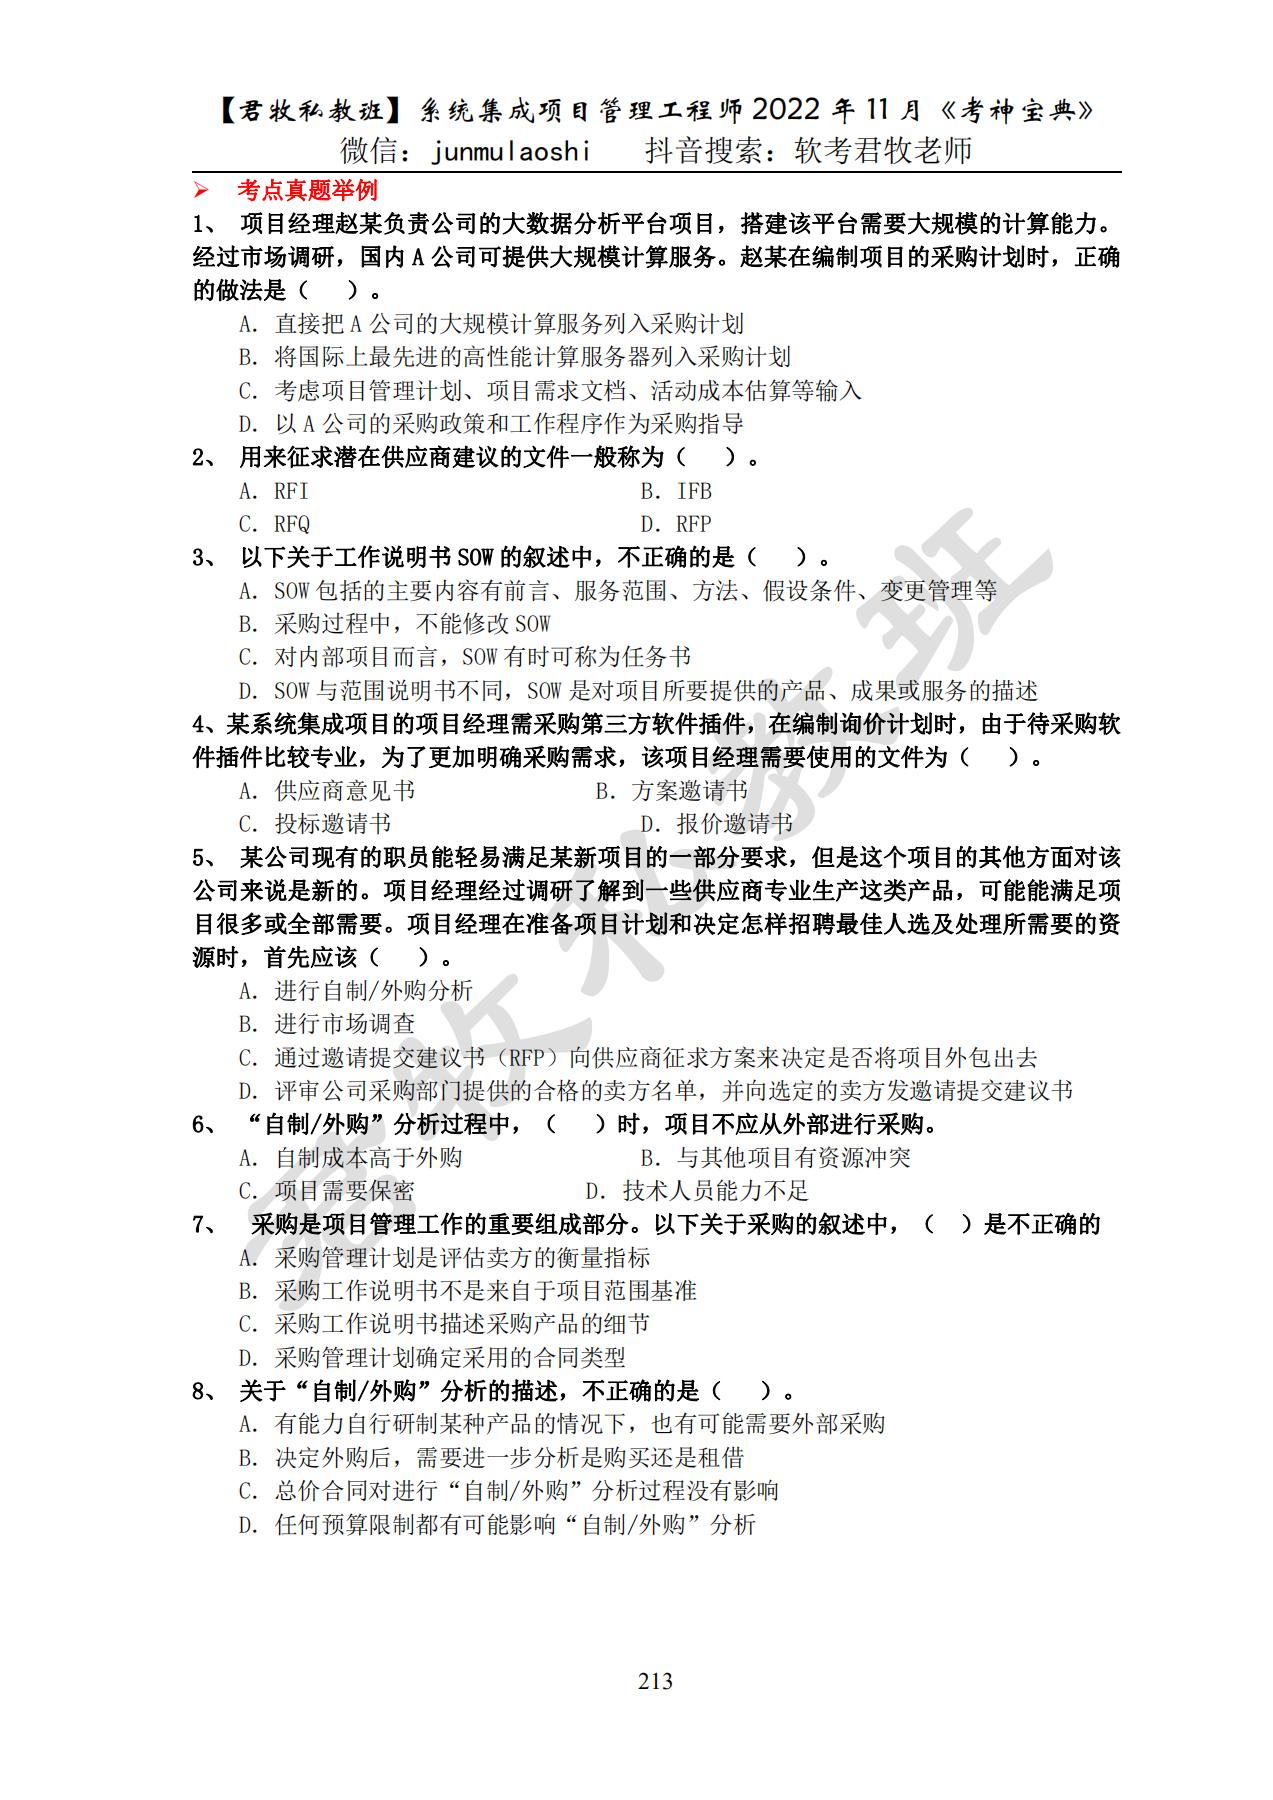 【君牧私教班】系统集成项目管理工程师 2022 年 11 月《考神宝典》
微信：junmulaoshi 抖音搜索：软考君牧老师
➢ 考点真题举例
1、 项目经理赵某负责公司的大数据分析平台项目，搭建该平台需要大规模的计算能力。
经过市场调研，国内 A 公司可提供大规模计算服务。赵某在编制项目的采购计划时，正确
的做法是（ ）。
A. 直接把 A 公司的大规模计算服务列入采购计划
B. 将国际上最先进的高性能计算服务器列入采购计划
C. 考虑项目管理计划、项目需求文档、活动成本估算等输入
D. 以 A 公司的采购政策和工作程序作为采购指导
2、 用来征求潜在供应商建议的文件一般称为（ ）。
A. RFI B. IFB
C. RFQ D. RFP
3、 以下关于工作说明书 SOW 的叙述中，不正确的是（ ）。
A. SOW 包括的主要内容有前言、服务范围、方法、假设条件、变更管理等
B. 采购过程中，不能修改 SOW
C. 对内部项目而言，SOW 有时可称为任务书
D. SOW 与范围说明书不同，SOW 是对项目所要提供的产品、成果或服务的描述
4、某系统集成项目的项目经理需采购第三方软件插件，在编制询价计划时，由于待采购软
件插件比较专业，为了更加明确采购需求，该项目经理需要使用的文件为（ ）。
A. 供应商意见书 B. 方案邀请书
C. 投标邀请书 D. 报价邀请书
5、 某公司现有的职员能轻易满足某新项目的一部分要求，但是这个项目的其他方面对该
公司来说是新的。项目经理经过调研了解到一些供应商专业生产这类产品，可能能满足项
目很多或全部需要。项目经理在准备项目计划和决定怎样招聘最佳人选及处理所需要的资
源时，首先应该（ ）。
A. 进行自制/外购分析
B. 进行市场调查
C. 通过邀请提交建议书（RFP）向供应商征求方案来决定是否将项目外包出去
D. 评审公司采购部门提供的合格的卖方名单，并向选定的卖方发邀请提交建议书
6、 “自制/外购”分析过程中，（ ）时，项目不应从外部进行采购。
A. 自制成本高于外购 B. 与其他项目有资源冲突
C. 项目需要保密 D. 技术人员能力不足
7、 采购是项目管理工作的重要组成部分。以下关于采购的叙述中，（ ）是不正确的
A. 采购管理计划是评估卖方的衡量指标
B. 采购工作说明书不是来自于项目范围基准
C. 采购工作说明书描述采购产品的细节
D. 采购管理计划确定采用的合同类型
8、 关于“自制/外购”分析的描述，不正确的是（ ）。
A. 有能力自行研制某种产品的情况下，也有可能需要外部采购
B. 决定外购后，需要进一步分析是购买还是租借
C. 总价合同对进行“自制/外购”分析过程没有影响
D. 任何预算限制都有可能影响“自制/外购”分析
213
君牧私教班